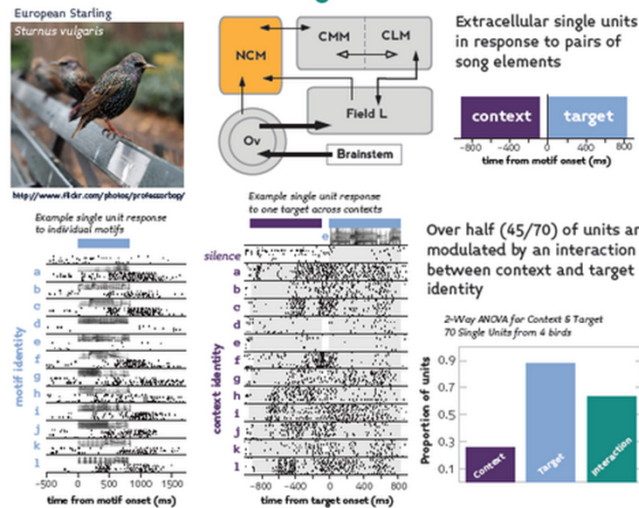 European Starling
Sturnus vulgaris
http://www.flickr.com/photos/professorbop/
NCM
CMM
CLM
Field L
Ov
Brainstem
Extracellular single units
in response to pairs of
song elements
context
target
-800
-400
0
400
800
time from motif onset (ms)
Example single unit response
to individual motifs
motif identity
a
b
c
d
e
f
g
h
i
j
k
l
-500
0
500
1000
1500
time from motif onset (ms)
Example single unit response
to one target across contexts
e
silence
context identity
a
b
c
d
e
f
g
h
i
j
k
l
-800
-400
0
400
800
time from target onset (ms)
Over half (45/70) of units ar
modulated by an interaction
between context and target
identity
2-Way ANOVA for Context & Target
70 Single Units from 4 birds
Proportion of units
0.9
0.7
0.5
0.3
0.1
Context
Target
Interaction